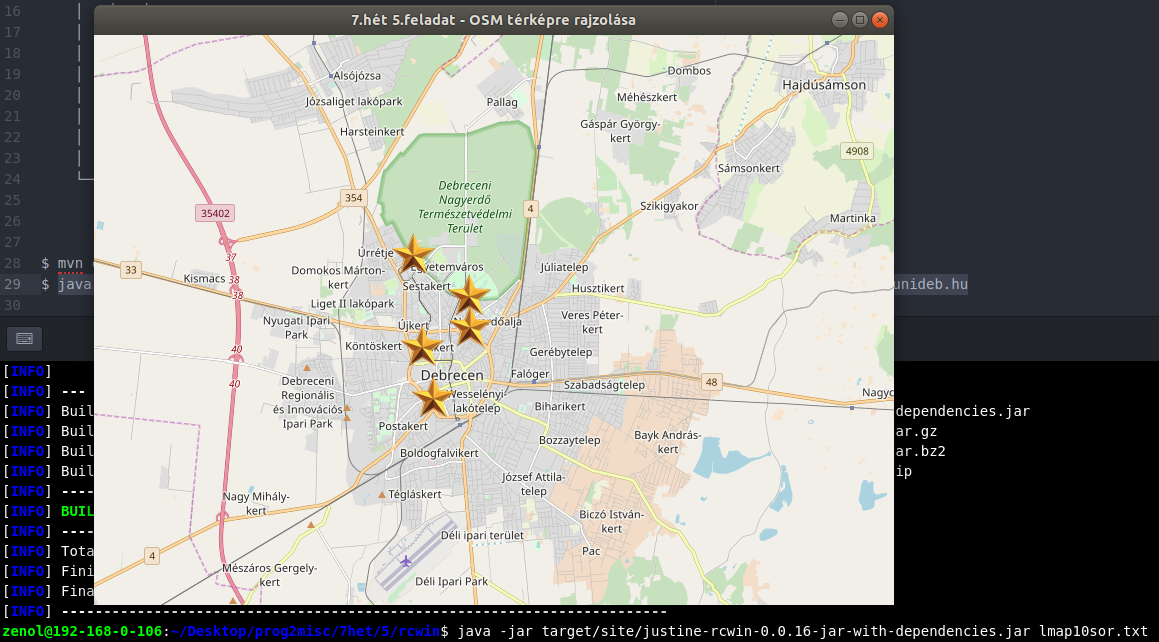 7.hét 5.feladat - OSM térképre rajzolása
16
17
18
19
20
21
22
23
24
25
26
27
28 $ mvn
29 $ java
unideb.hu
30
Alsójózsa
Dombos
Hajdúsámson
Józsaliget lakópark
Pallag
Méhészkert
Harsteinkert
Gáspár György-
kert
4908
Sámsonkert
Debreceni
Nagyerdő
Természetvédelmi
Terület
354
4
35402
Szikigyakor
Martinka
37
Úrrétje
Egyetemváros
Júliatelep
33
Kismacs
38
Domokos Márton-
kert
Sestakert
Husztikert
38
Liget II lakópark
Nyugati Ipari
Park
Újkert
rdőalja
Veres Péter-
kert
40
Köntöskert
kert
Gerébytelep
40
Debrecen
Falóger
Szabadságtelep
48
Nagyc
Debreceni
Regionális
és Innovációs
Ipari Park
Wesselényi-
lakótelep
Biharikert
Postakert
Bozzaytelep
Bayk András-
kert
Boldogfalvikert
József Attila-
telep
Nagy Mihály-
kert
Tégláskert
Biczó István-
kert
4
Déli ipari terület
Pac
Mészáros Gergely-
kert
Déli Ipari Park
[INFO]
[INFO] ---
[INFO] Buil
dependencies.jar
[INFO] Buil
ar.gz
[INFO] Buil
ar.bz2
[INFO] Buil
ip
[INFO] ----
[INFO] BUIL
[INFO] ----
[INFO] Tota
[INFO] Fini
[INFO] Fina
[INFO] ------------------------------------------------------------------------
zenol@192-168-0-106:~/Desktop/prog2misc/7het/5/rcwin$ java -jar target/site/justine-rcwin-0.0.16-jar-with-dependencies.jar lmap10sor.txt